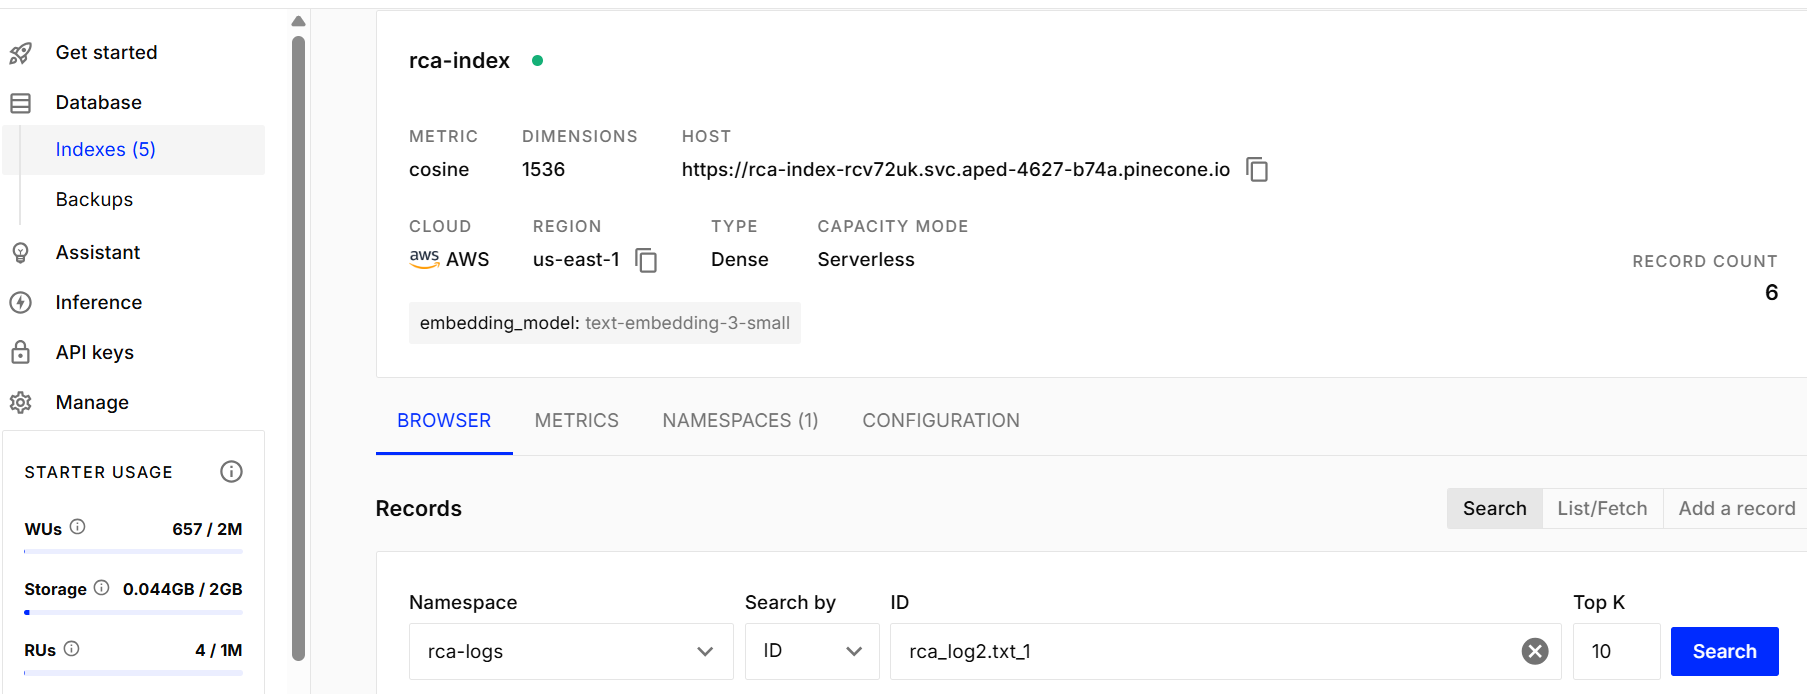 Get started
Database
Indexes (5)
Backups
Assistant
Inference
API keys
Manage
STARTER USAGE
WUs 657 / 2M
Storage 0.044GB / 2GB
RUs 4 / 1M
rca-index
METRIC DIMENSIONS HOST
cosine 1536 https://rca-index-rcv72uk.svc.aped-4627-b74a.pinecone.io
CLOUD REGION TYPE CAPACITY MODE
aws AWS us-east-1 Dense Serverless
RECORD COUNT
6
embedding_model: text-embedding-3-small
BROWSER METRICS NAMESPACES (1) CONFIGURATION
Records Search List/Fetch Add a record
Namespace Search by ID Top K
rca-logs ID rca_log2.txt_1 10 Search